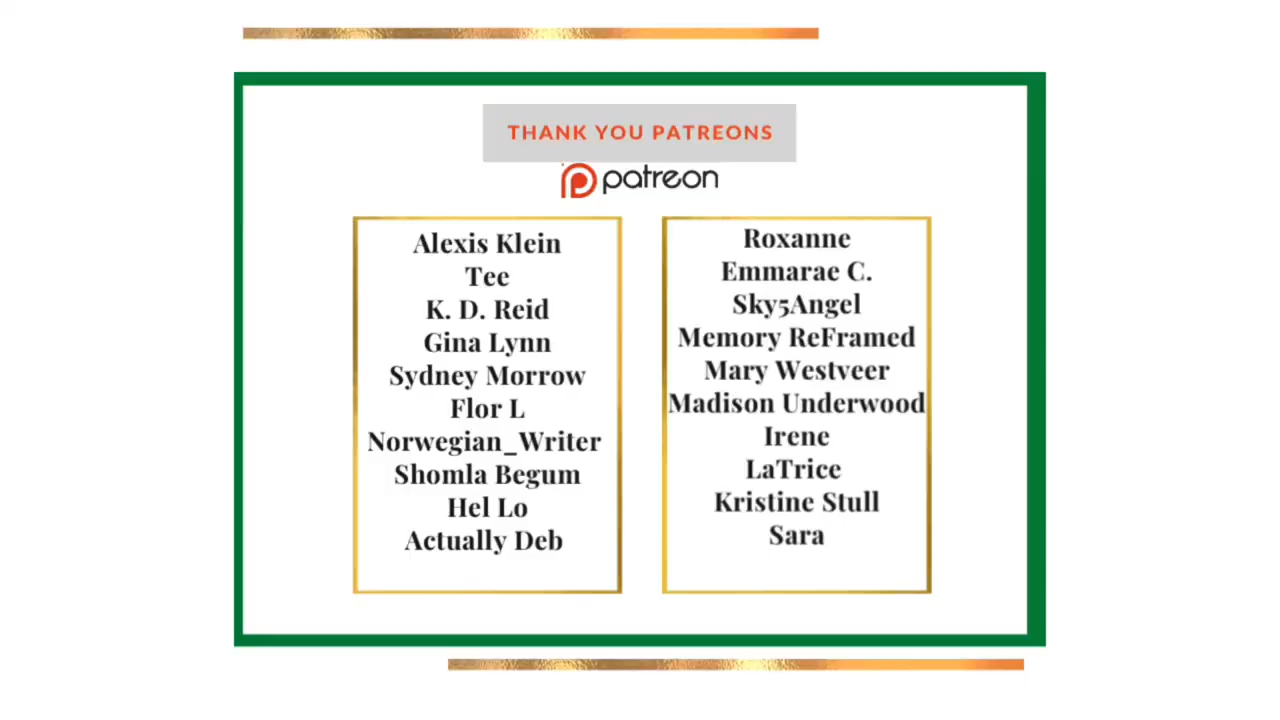 THANK YOU PATREONS
patreon
Alexis Klein
Tee
K. D. Reid
Gina Lynn
Sydney Morrow
Flor L
Norwegian_Writer
Shomla Begum
Hel Lo
Actually Deb
Roxanne
Emmarae C.
Sky5Angel
Memory ReFramed
Mary Westveer
Madison Underwood
Irene
LaTrice
Kristine Stull
Sara